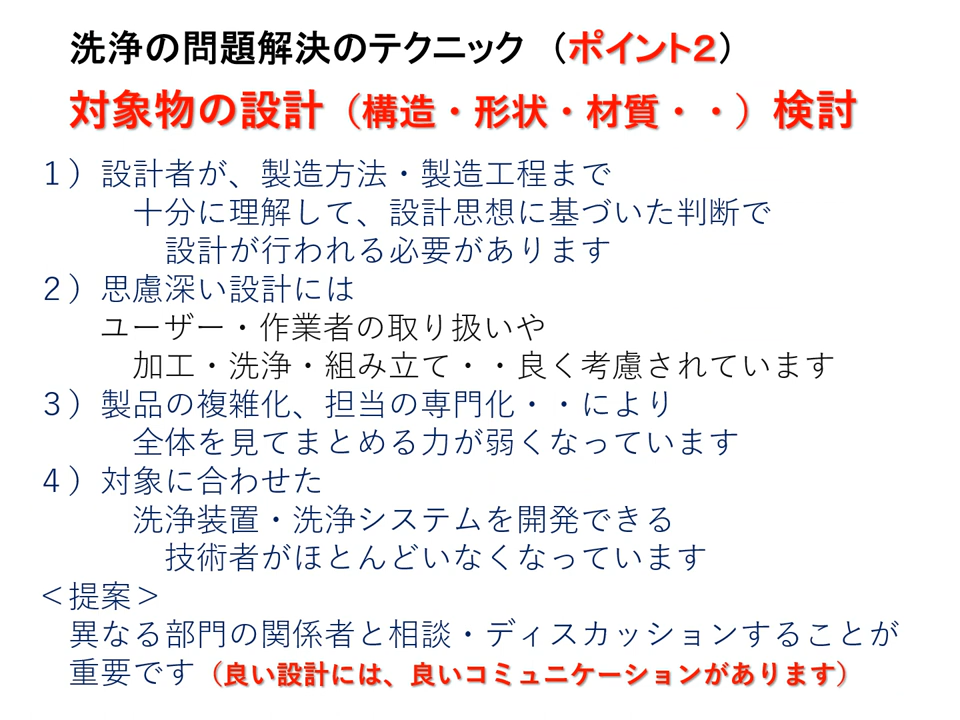 洗浄の問題解決のテクニック （ポイント２）
対象物の設計（構造・形状・材質・・）検討
１）設計者が、製造方法・製造工程まで
十分に理解して、設計思想に基づいた判断で
設計が行われる必要があります
２）思慮深い設計には
ユーザー・作業者の取り扱いや
加工・洗浄・組み立て・・良く考慮されています
３）製品の複雑化、担当の専門化・・により
全体を見てまとめる力が弱くなっています
４）対象に合わせた
洗浄装置・洗浄システムを開発できる
技術者がほとんどいなくなっています
＜提案＞
異なる部門の関係者と相談・ディスカッションすることが
重要です（良い設計には、良いコミュニケーションがあります）